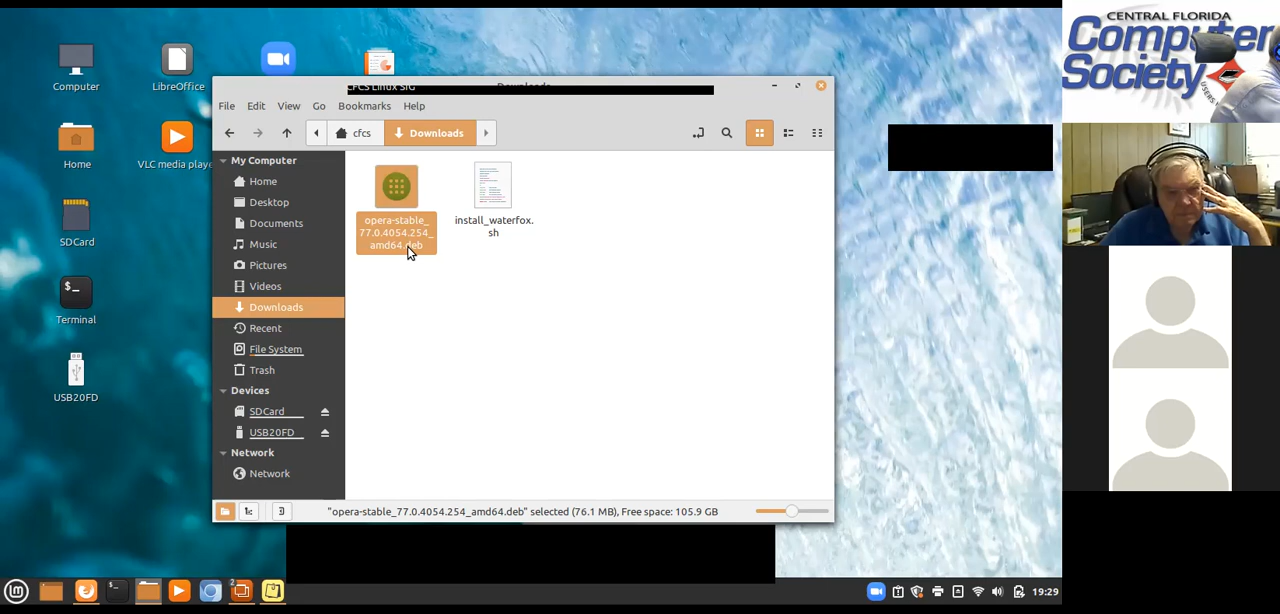 CENTRAL FLORIDA
Computer
Society
Computer
LibreOffice
CFCS Linux SIG
File Edit View Go Bookmarks Help
cfcs Downloads
Home
VLC media playe
SDCard
Terminal
USB20FD
My Computer
Home
Desktop
Documents
Music
Pictures
Videos
Downloads
Recent
File System
Trash
Devices
SDCard
USB20FD
Network
Network
opera-stable_
77.0.4054.254_
amd64.deb
install_waterfox.
sh
"opera-stable_77.0.4054.254_amd64.deb" selected (76.1 MB), Free space: 105.9 GB
19:29